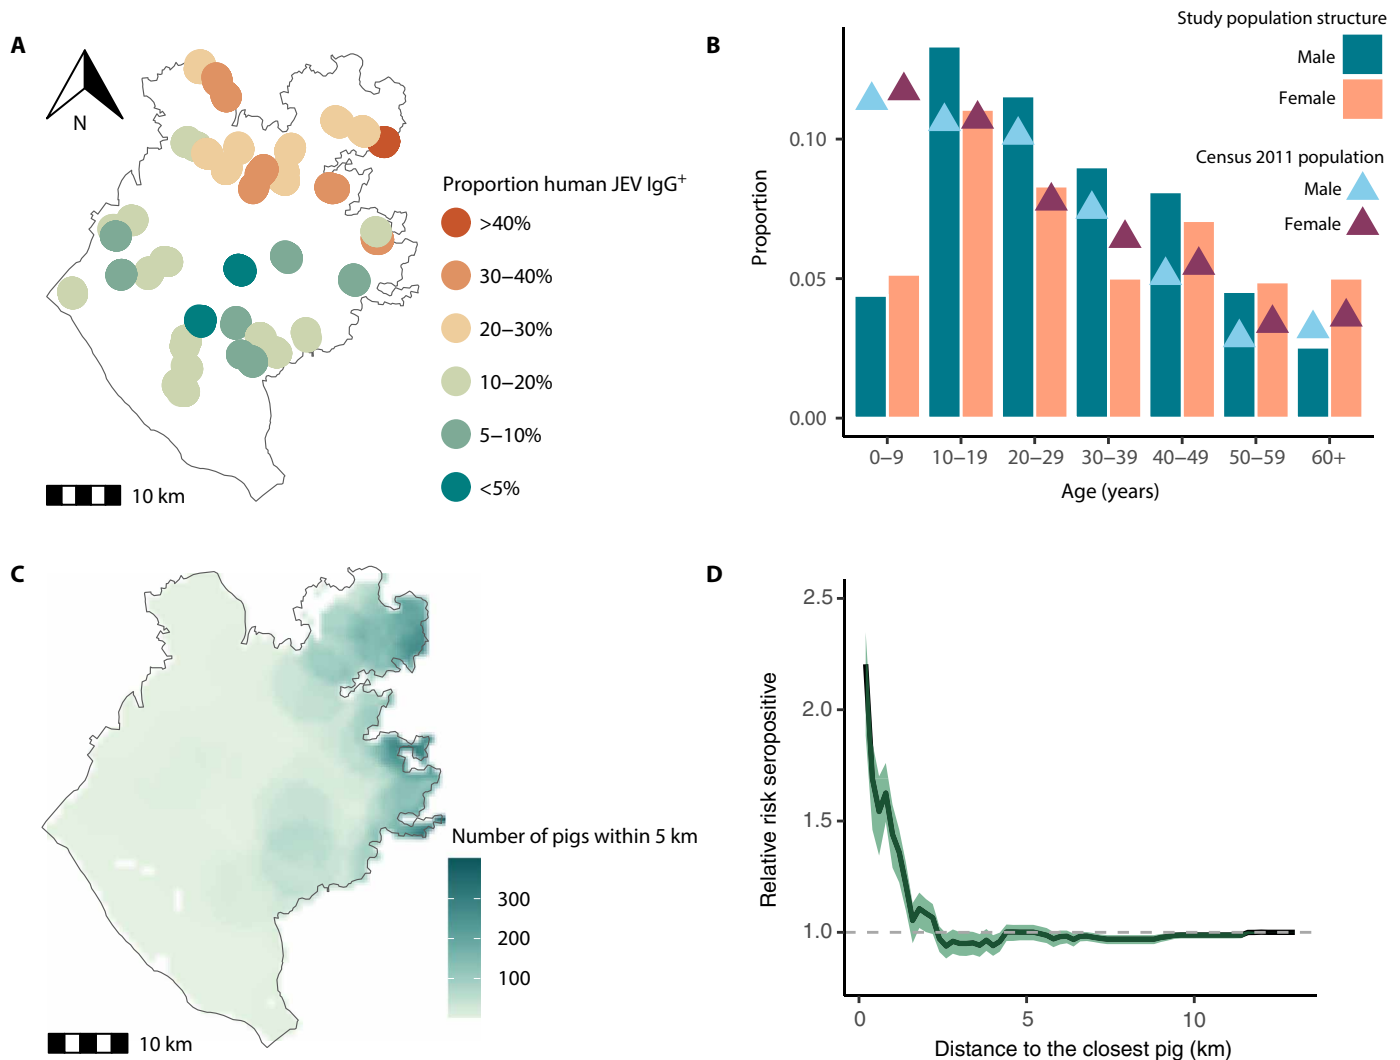 A
N
Proportion human JEV IgG+
>40%
30–40%
20–30%
10–20%
5–10%
<5%
10 km
B
Study population structure
Male
Female
Census 2011 population
Male
Female
Proportion
0.10
0.05
0.00
0–9 10–19 20–29 30–39 40–49 50–59 60+
Age (years)
C
Number of pigs within 5 km
300
200
100
10 km
D
Relative risk seropositive
2.5
2.0
1.5
1.0
0 5 10
Distance to the closest pig (km)